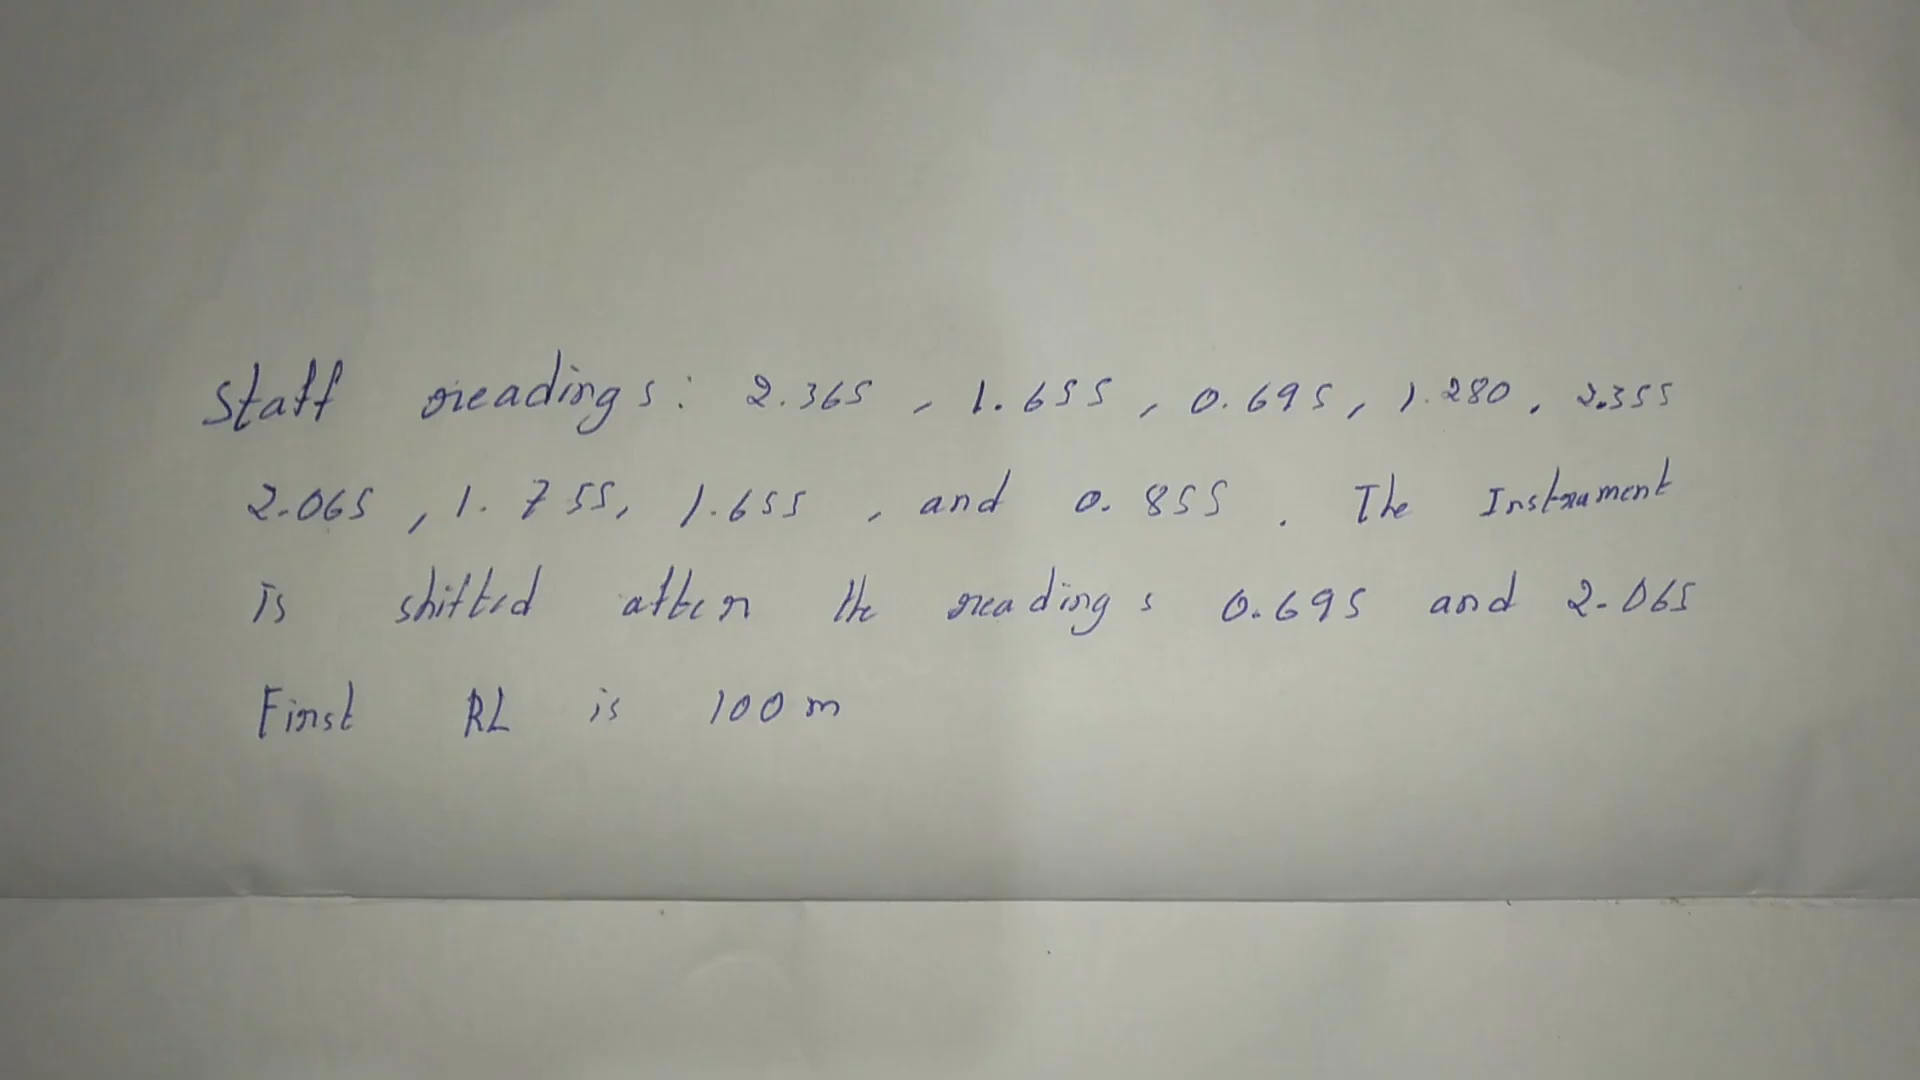 Staff readings: 2.365, 1.655, 0.695, 1.280, 2.355
2.065, 1.755, 1.655, and 0.855. The Instrument
is shifted after the readings 0.695 and 2.065
First RL is 100m